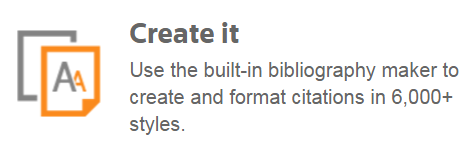 Create it
AA
Use the built-in bibliography maker to
create and format citations in 6,000+
styles.